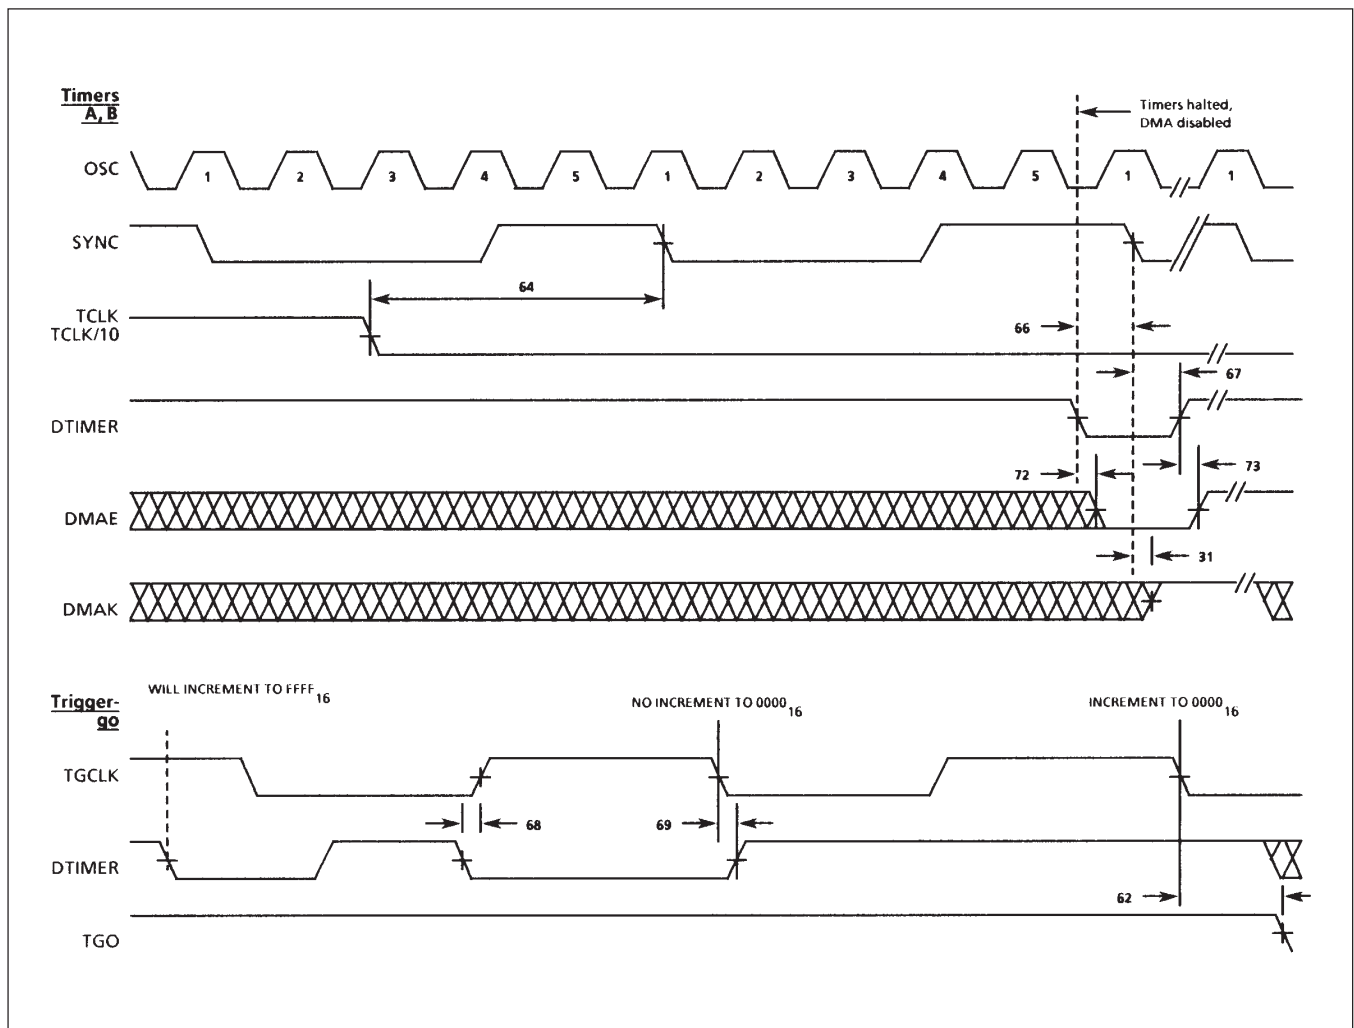 Timers
A, B
Timers halted,
DMA disabled
OSC
1 2 3 4 5 1 2 3 4 5 1 1
SYNC
64
TCLK
TCLK/10
66
67
DTIMER
72
73
DMAE
31
DMAK
Trigger-
go
WILL INCREMENT TO FFFF16
NO INCREMENT TO 000016
INCREMENT TO 000016
TGCLK
68
69
DTIMER
62
TGO